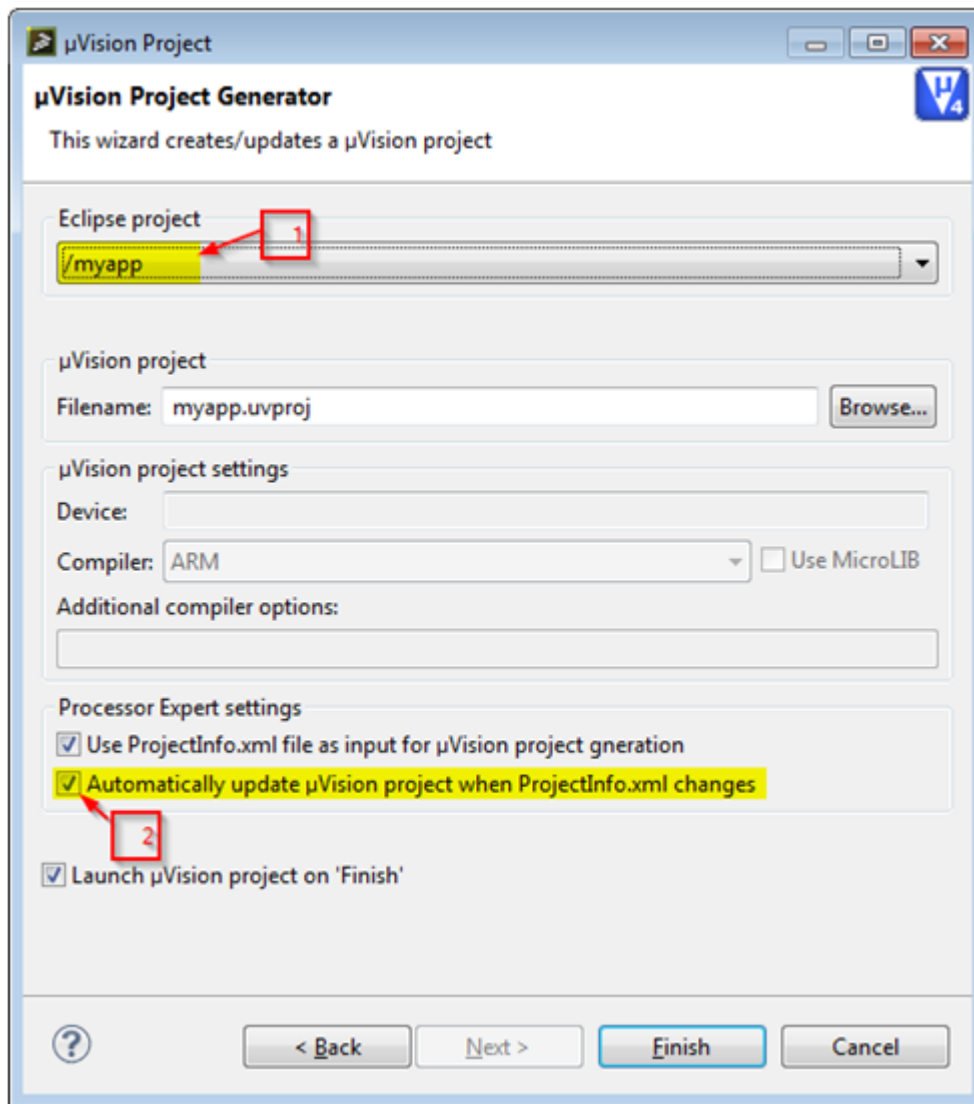 µVision Project
µVision Project Generator
µ
4
This wizard creates/updates a µVision project
Eclipse project
1
/myapp
µVision project
Filename: myapp.uvproj Browse...
µVision project settings
Device:
Compiler: ARM Use MicroLIB
Additional compiler options:
Processor Expert settings
Use ProjectInfo.xml file as input for µVision project gneration
Automatically update µVision project when ProjectInfo.xml changes
2
Launch µVision project on 'Finish'
? < Back Next > Finish Cancel